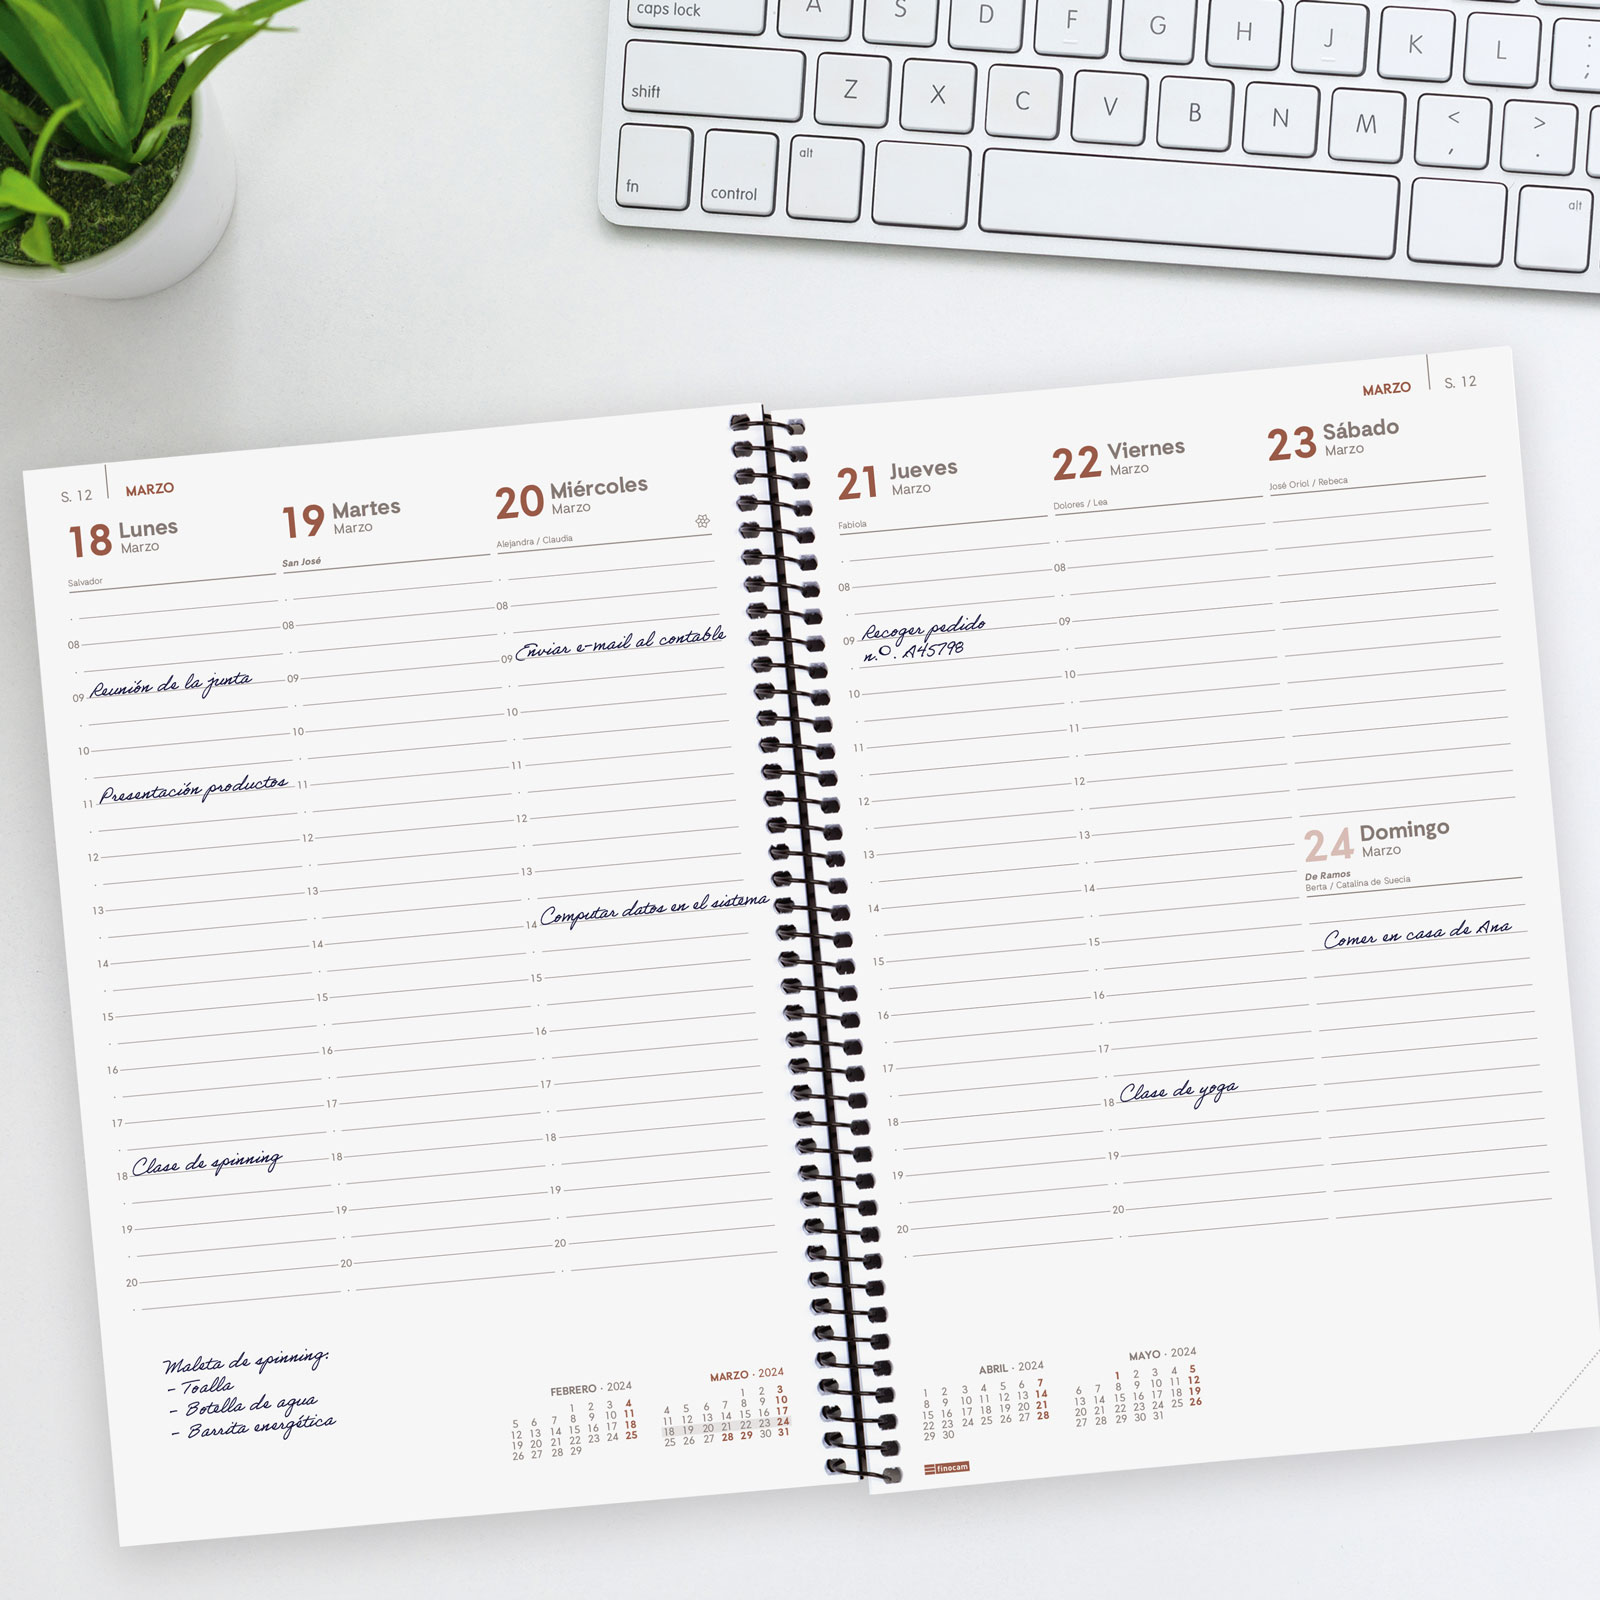 caps lock
A
S
D
F
G
H
J
K
L
:
;
shift
Z
X
C
V
B
N
M
<
,
>
.
fn
control
alt
alt
S. 12
MARZO
18 Lunes
Marzo
Salvador
08
09 Reunión de la junta
10
11 Presentación productos
12
13
14
15
16
17
18 Clase de spinning
19
20
19 Martes
Marzo
San José
08
09
10
11
12
13
14
15
16
17
18
19
20
20 Miércoles
Marzo
Alejandra / Claudia
08
09 Enviar e-mail al contable
10
11
12
13
14 Computar datos en el sistema
15
16
17
18
19
20
Maleta de spinning:
- Toalla
- Botella de agua
- Barrita energética
FEBRERO · 2024
1 2 3 4
5 6 7 8 9 10 11
12 13 14 15 16 17 18
19 20 21 22 23 24 25
26 27 28 29
MARZO · 2024
1 2 3
4 5 6 7 8 9 10
11 12 13 14 15 16 17
18 19 20 21 22 23 24
25 26 27 28 29 30 31
MARZO
S. 12
21 Jueves
Marzo
Fabiola
08
09 Recoger pedido
n.º. A45798
10
11
12
13
14
15
16
17
18
19
20
22 Viernes
Marzo
Dolores / Lea
08
09
10
11
12
13
14
15
16
17
18 Clase de yoga
19
20
23 Sábado
Marzo
José Oriol / Rebeca
24 Domingo
Marzo
De Ramos
Berta / Catalina de Suecia
Comer en casa de Ana
ABRIL · 2024
1 2 3 4 5 6 7
8 9 10 11 12 13 14
15 16 17 18 19 20 21
22 23 24 25 26 27 28
29 30
MAYO · 2024
1 2 3 4 5
6 7 8 9 10 11 12
13 14 15 16 17 18 19
20 21 22 23 24 25 26
27 28 29 30 31
finocam